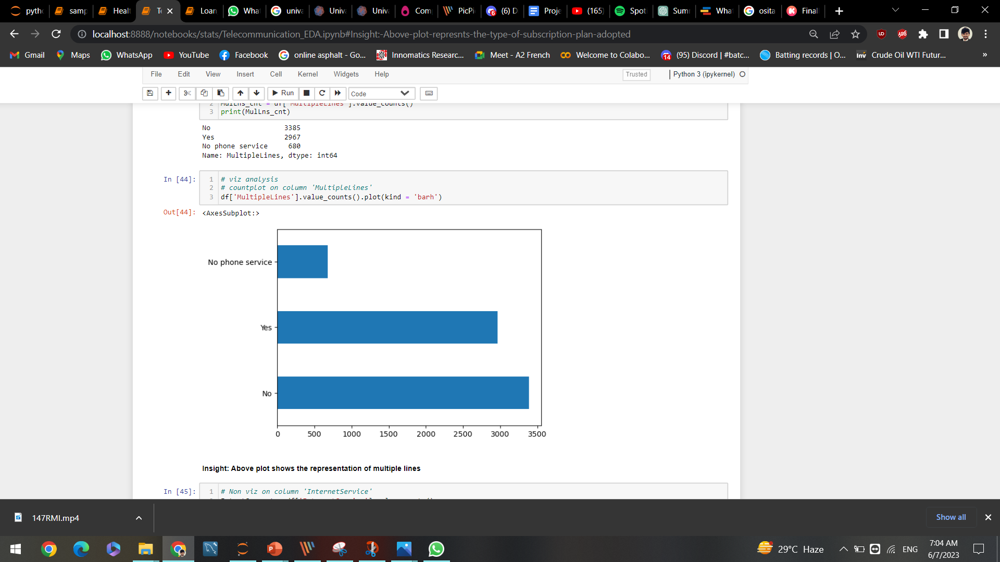 pytho
samp
Healt
Te
Loan
Wha
univa
Univ
Univ
Com
PicPi
(6) D
Proje
(165)
Spot
Sum
Wha
osita
Final
localhost:8888/notebooks/stats/Telecommunication_EDA.ipynb#Insight:-Above-plot-represnts-the-type-of-subscription-plan-adopted
Gmail
Maps
WhatsApp
YouTube
Facebook
online asphalt - Go...
Innomatics Researc...
Meet - A2 French
Welcome to Colabo...
(95) Discord | #batc...
Batting records | O...
Crude Oil WTI Futur...
File Edit View Insert Cell Kernel Widgets Help
Trusted
Python 3 (ipykernel)
Run
Code
2 MulLns_cnt = df['MultipleLines'].value_counts()
3 print(MulLns_cnt)
No 3385
Yes 2967
No phone service 680
Name: MultipleLines, dtype: int64
In [44]:
1 # viz analysis
2 # countplot on column 'MultipleLines'
3 df['MultipleLines'].value_counts().plot(kind = 'barh')
Out[44]: <AxesSubplot:>
No phone service
Yes
No
0 500 1000 1500 2000 2500 3000 3500
Insight: Above plot shows the representation of multiple lines
In [45]:
1 # Non viz on column 'InternetService'
147RMI.mp4
Show all
29°C Haze
ENG
7:04 AM
6/7/2023